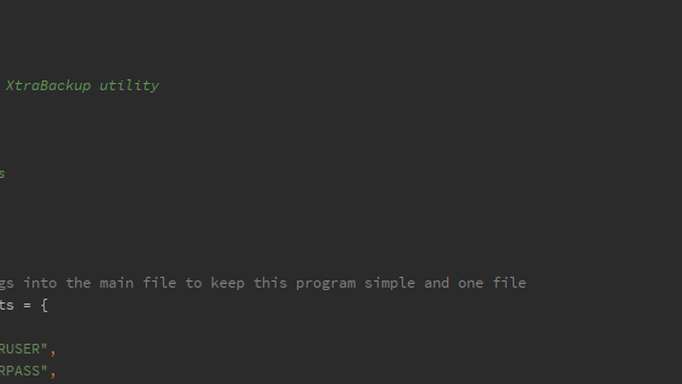 XtraBackup utility
s
gs into the main file to keep this program simple and one file
ts = {
RUSER",
RPASS",